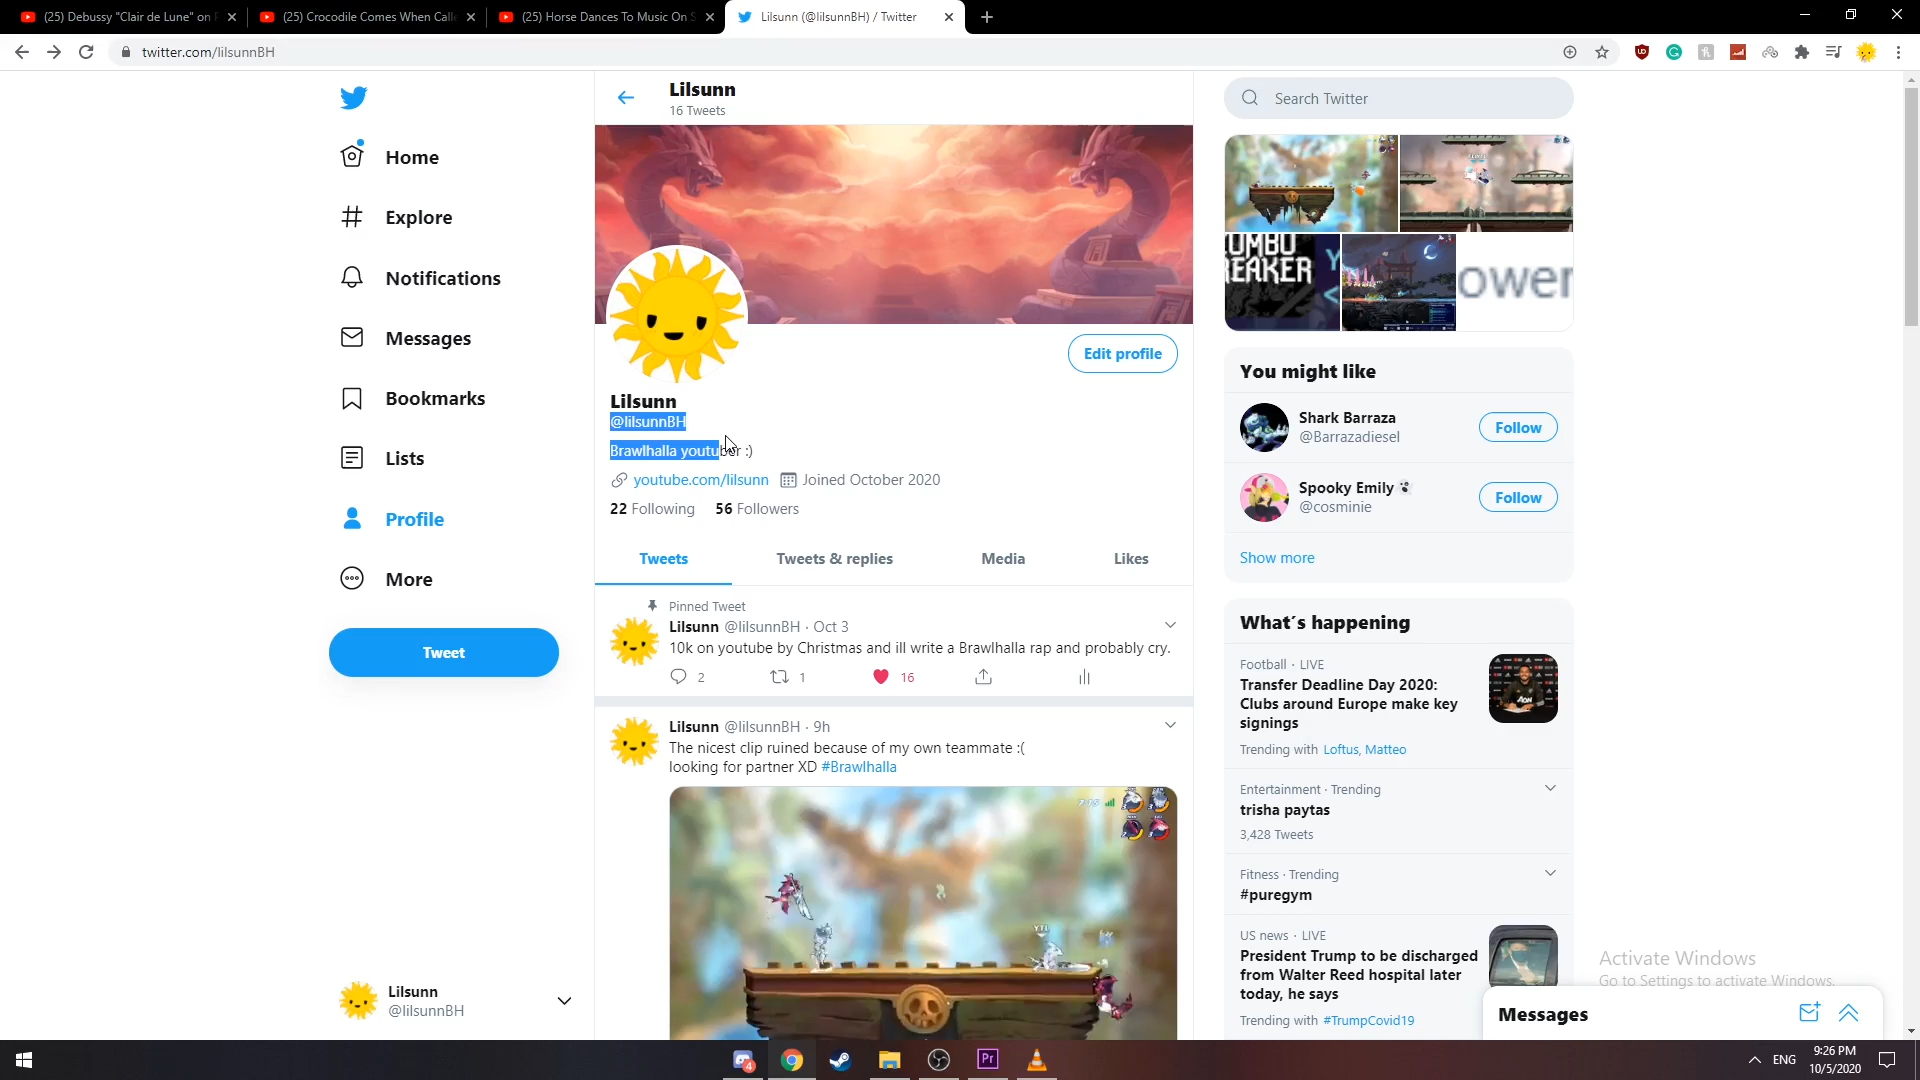 (25) Debussy "Clair de Lune" on
(25) Crocodile Comes When Calle
(25) Horse Dances To Music On S
Lilsunn (@lilsunnBH) / Twitter
twitter.com/lilsunnBH
Home
Explore
Notifications
Messages
Bookmarks
Lists
Profile
More
Tweet
Lilsunn
@lilsunnBH
Lilsunn
16 Tweets
Edit profile
Lilsunn
@lilsunnBH
Brawlhalla youtuber :)
youtube.com/lilsunn Joined October 2020
22 Following 56 Followers
Tweets Tweets & replies Media Likes
Pinned Tweet
Lilsunn @lilsunnBH · Oct 3
10k on youtube by Christmas and ill write a Brawlhalla rap and probably cry.
2 1 16
Lilsunn @lilsunnBH · 9h
The nicest clip ruined because of my own teammate :(
looking for partner XD #Brawlhalla
Search Twitter
OMBO
REAKER
ower
You might like
Shark Barraza
@Barrazadiesel
Follow
Spooky Emily
@cosminie
Follow
Show more
What's happening
Football · LIVE
Transfer Deadline Day 2020:
Clubs around Europe make key
signings
Trending with Loftus, Matteo
Entertainment · Trending
trisha paytas
3,428 Tweets
Fitness · Trending
#puregym
US news · LIVE
President Trump to be discharged
from Walter Reed hospital later
today, he says
Trending with #TrumpCovid19
Activate Windows
Go to Settings to activate Windows.
Messages
4
Pr
ENG
9:26 PM
10/5/2020